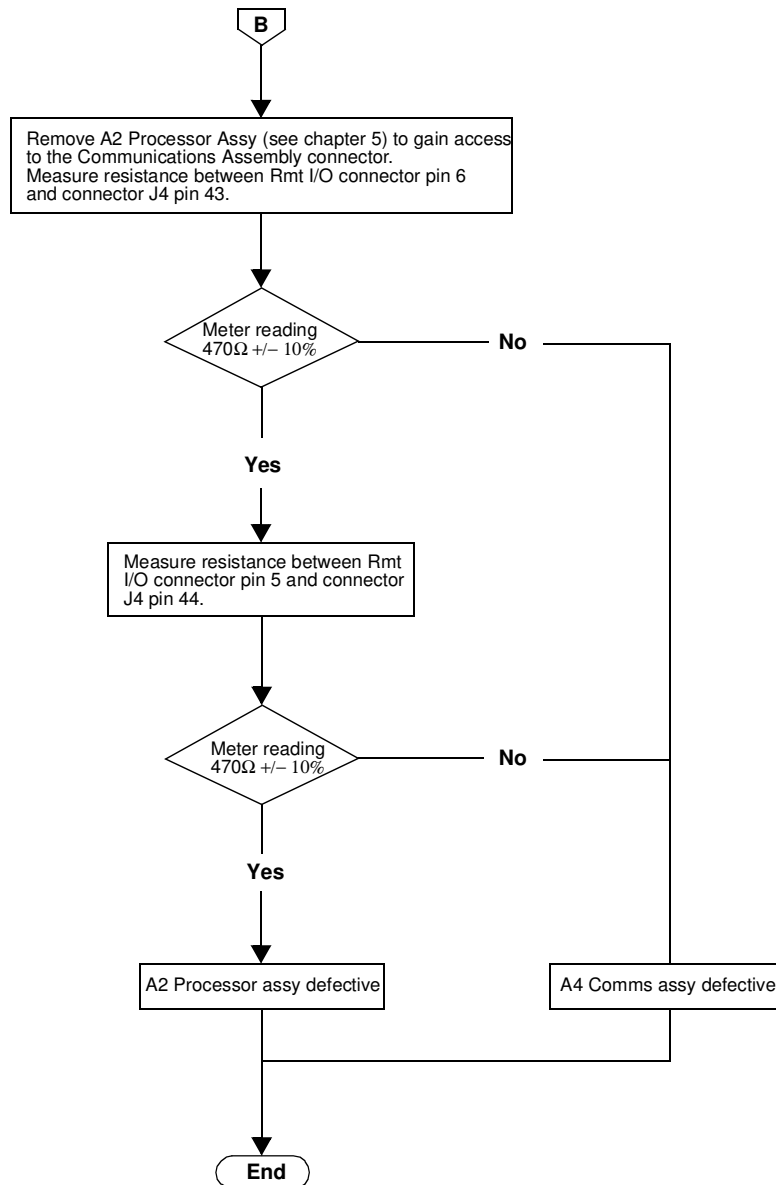 B
Remove A2 Processor Assy (see chapter 5) to gain access
to the Communications Assembly connector.
Measure resistance between Rmt I/O connector pin 6
and connector J4 pin 43.
Meter reading
470Ω +/− 10%
No
Yes
Measure resistance between Rmt
I/O connector pin 5 and connector
J4 pin 44.
Meter reading
470Ω +/− 10%
No
Yes
A2 Processor assy defective
A4 Comms assy defective
End